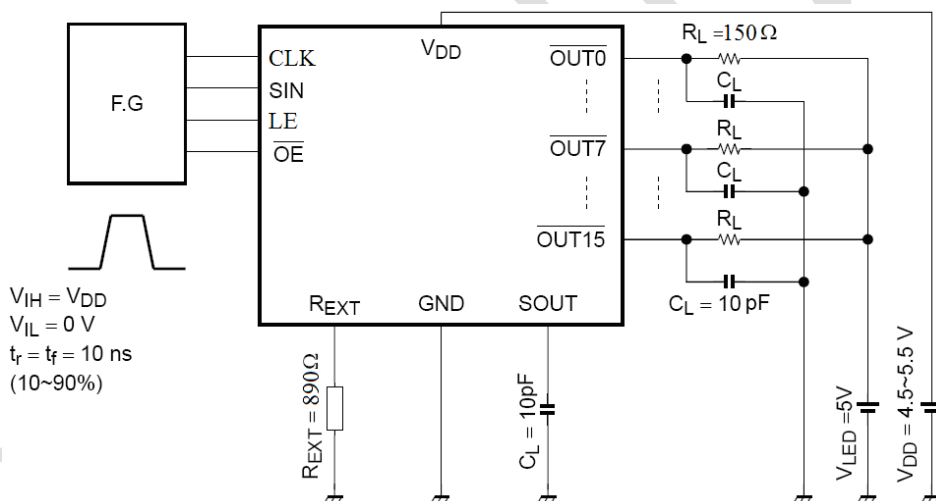 F.G
CLK
SIN
LE
OE
VDD
OUT0
OUT7
OUT15
REXT
GND
SOUT
RL =150 Ω
CL
RL
CL
RL
CL = 10 pF
VIH = VDD
VIL = 0 V
tr = tf = 10 ns
(10~90%)
REXT = 890Ω
CL = 10pF
VLED =5V
VDD = 4.5~5.5 V